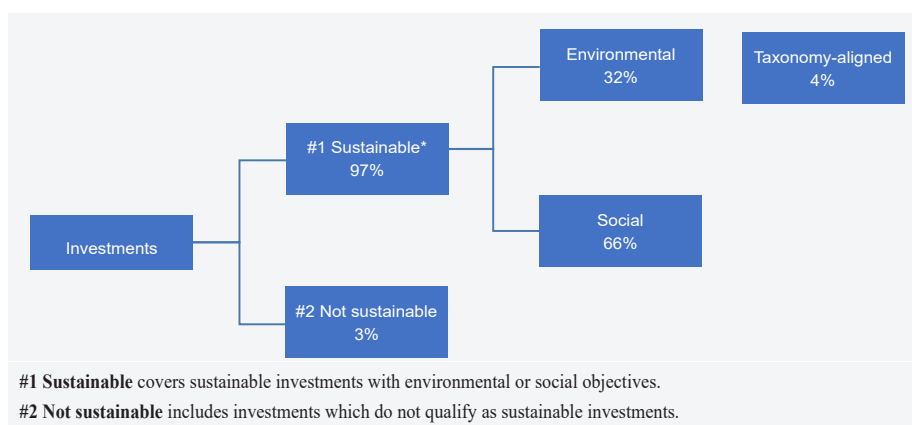 Environmental
32%
Taxonomy-aligned
4%
#1 Sustainable*
97%
Social
66%
Investments
#2 Not sustainable
3%
#1 Sustainable covers sustainable investments with environmental or social objectives.
#2 Not sustainable includes investments which do not qualify as sustainable investments.